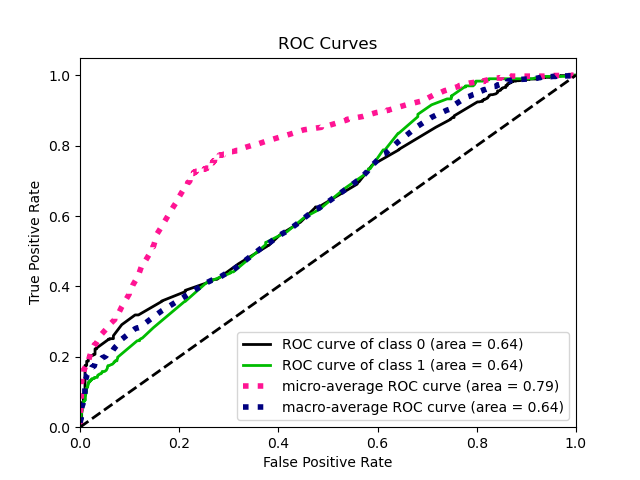 ROC Curves
True Positive Rate
1.0
0.8
0.6
0.4
0.2
0.0
ROC curve of class 0 (area = 0.64)
ROC curve of class 1 (area = 0.64)
micro-average ROC curve (area = 0.79)
macro-average ROC curve (area = 0.64)
0.0 0.2 0.4 0.6 0.8 1.0
False Positive Rate